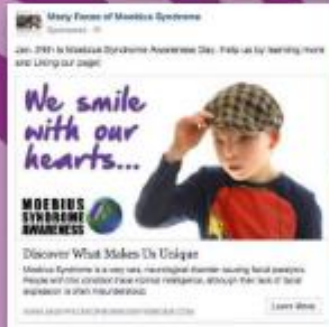 Many Faces of Moebius Syndrome
Sponsored
Jan. 24th is Moebius Syndrome Awareness Day. Help us by learning more
and Liking our page!
We smile
with our
hearts...
MOEBIUS
SYNDROME
AWARENESS
Discover What Makes Us Unique
Moebius Syndrome is a very rare, neurological disorder causing facial paralysis.
People with this condition have normal intelligence, although their lack of facial
expression is often misunderstood.
Learn More